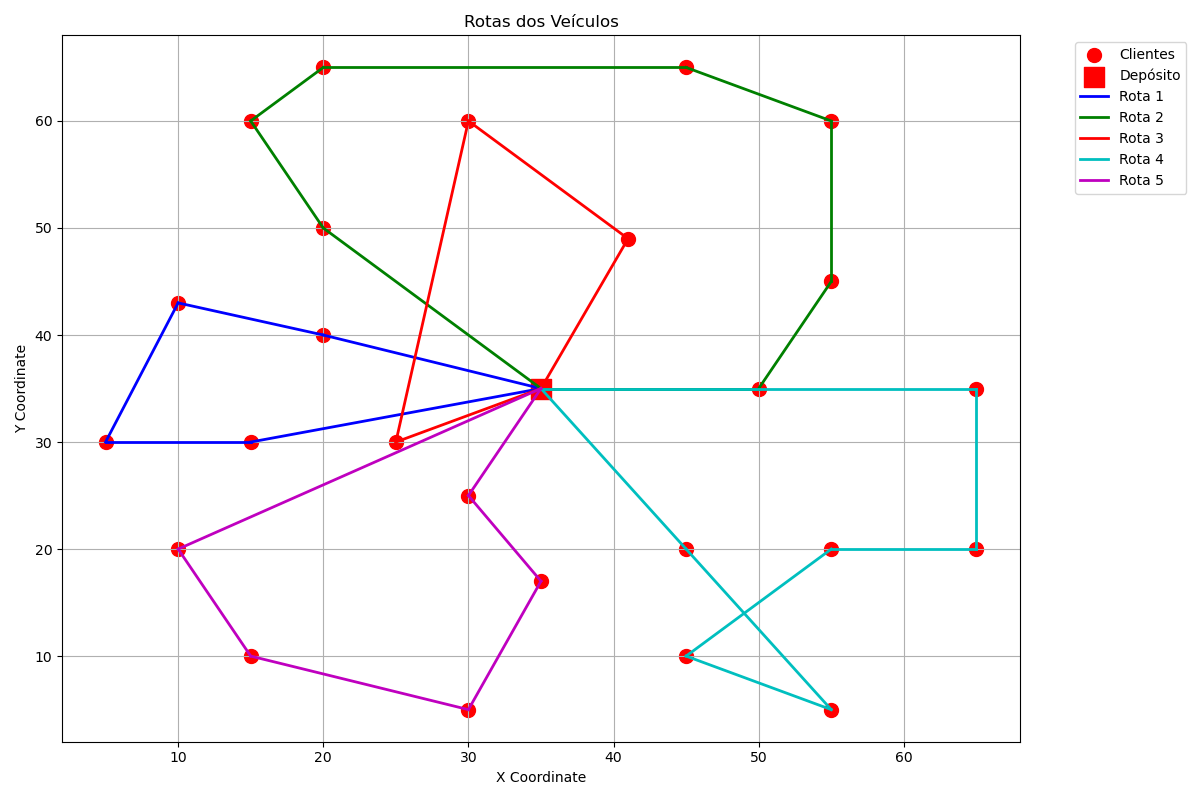 Rotas dos Veículos
Clientes
Depósito
Rota 1
Rota 2
Rota 3
Rota 4
Rota 5
60
50
40
30
20
10
Y Coordinate
10 20 30 40 50 60
X Coordinate